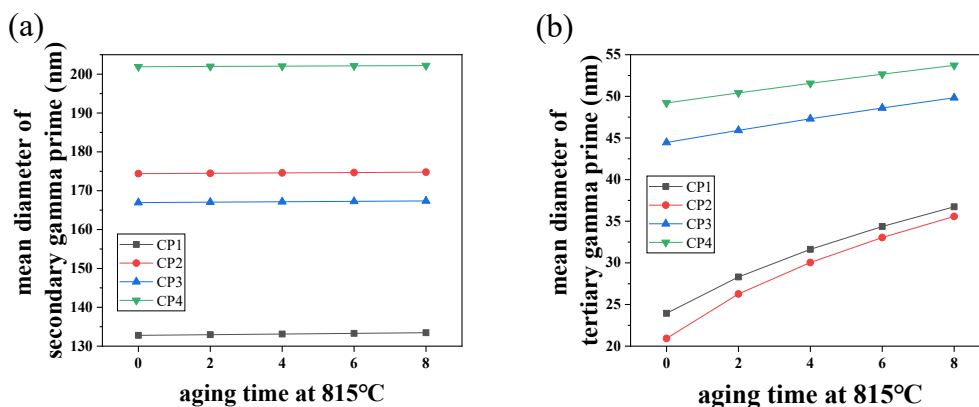 (a)
mean diameter of
secondary gamma prime (nm)
200
190
180
170
160
150
140
130
CP1
CP2
CP3
CP4
0 2 4 6 8
aging time at 815°C
(b)
mean diameter of
tertiary gamma prime (nm)
55
50
45
40
35
30
25
20
CP1
CP2
CP3
CP4
0 2 4 6 8
aging time at 815°C